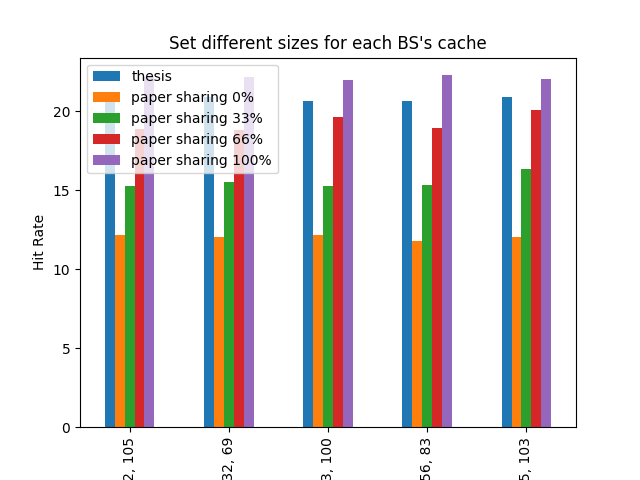 Set different sizes for each BS's cache
thesis
paper sharing 0%
paper sharing 33%
paper sharing 66%
paper sharing 100%
Hit Rate
20
15
10
5
0
2, 105
32, 69
3, 100
56, 83
5, 103